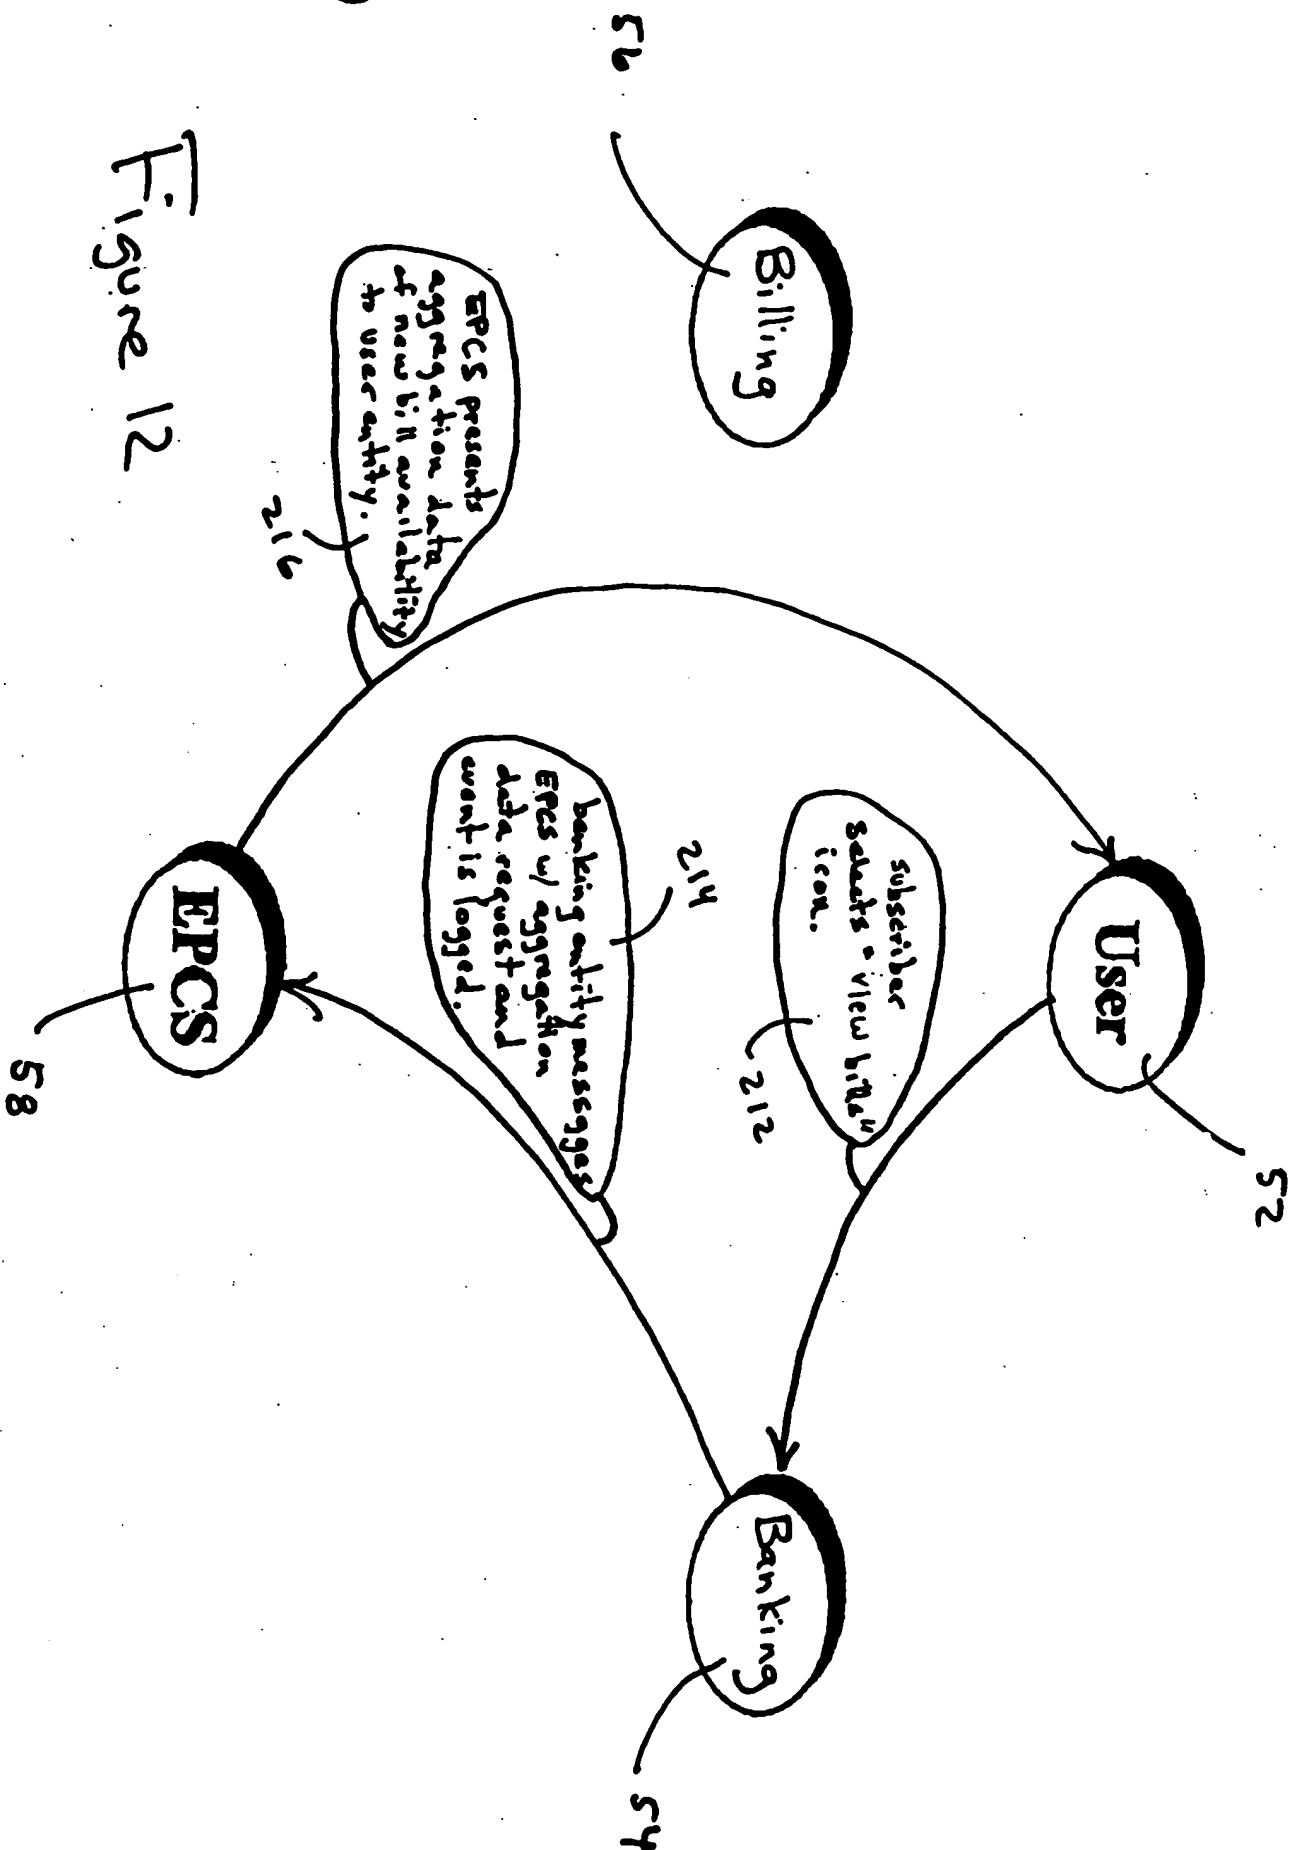 User
52
subscriber
selects "view bills"
icon.
212
Billing
56
Banking
54
214
banking entity messages
EPCS w/ aggregation
data request and
event is logged.
EPCS presents
aggregation data
of new bill availability
to user entity.
216
EPCS
58
Figure 12